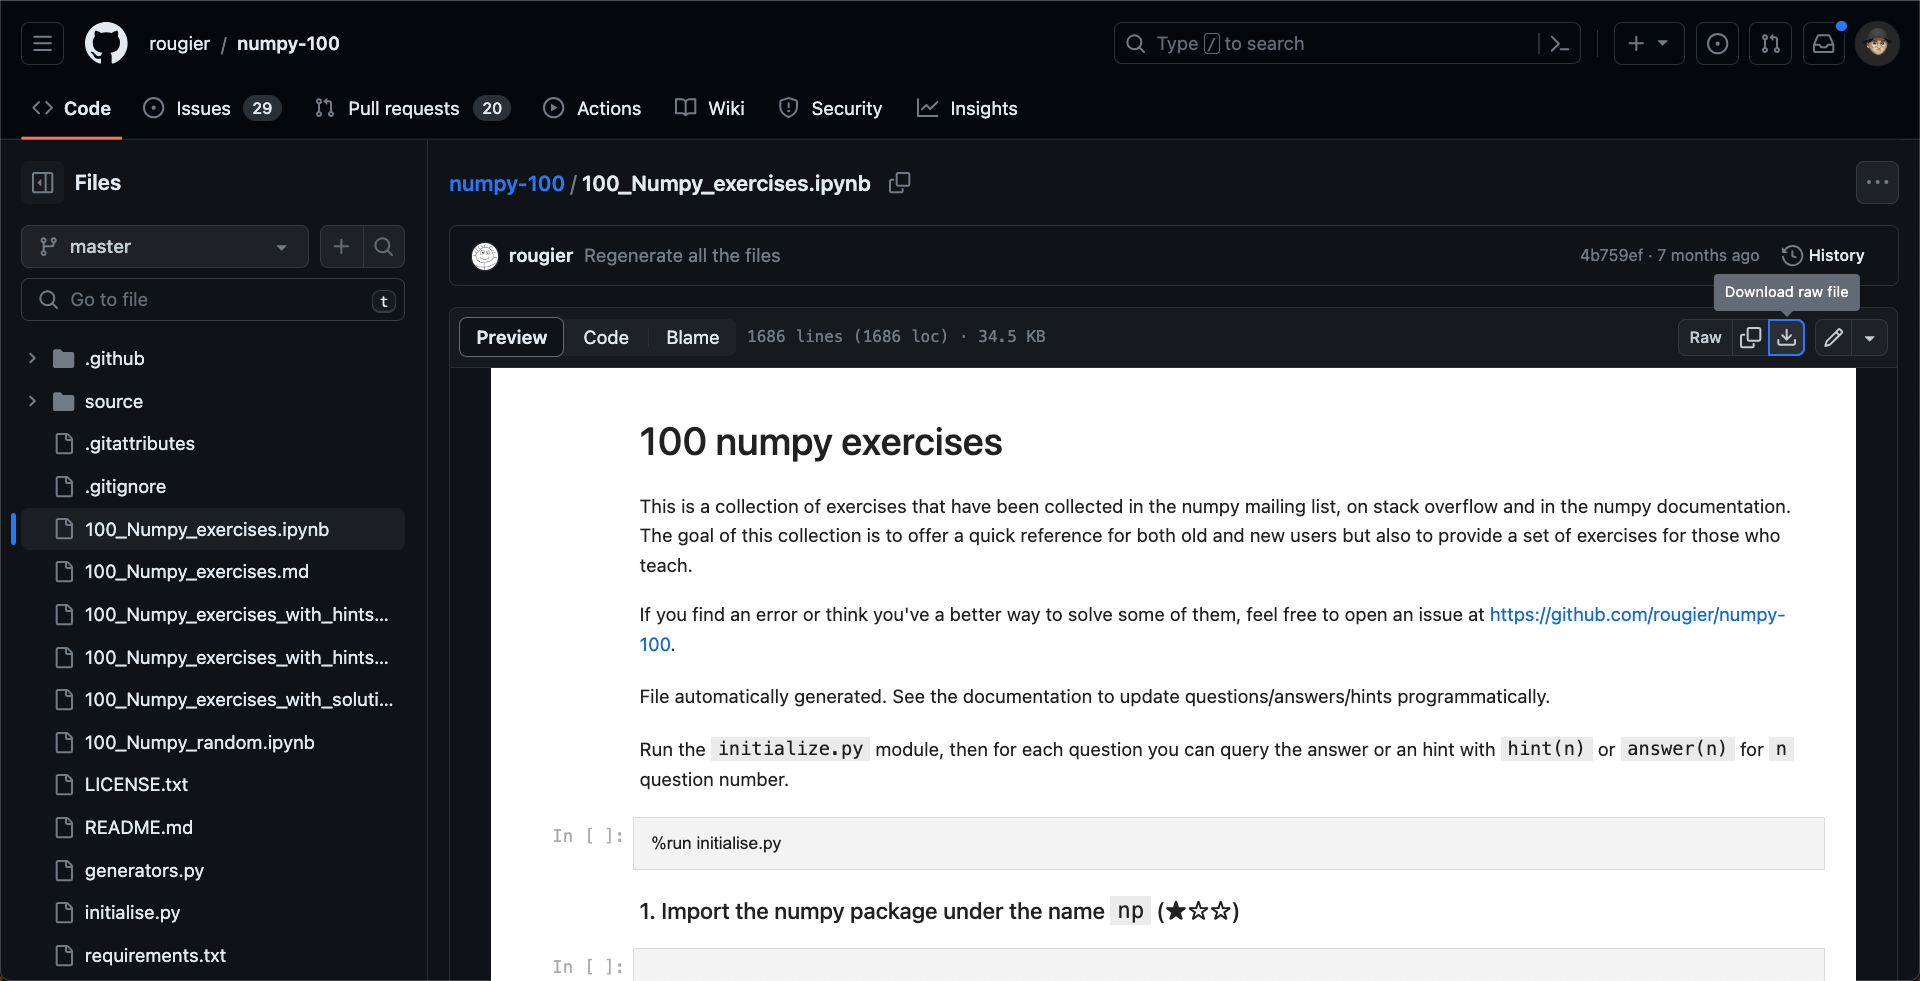 rougier / numpy-100
Type / to search
Code Issues 29 Pull requests 20 Actions Wiki Security Insights
Files
master
Go to file t
.github
source
.gitattributes
.gitignore
100_Numpy_exercises.ipynb
100_Numpy_exercises.md
100_Numpy_exercises_with_hints...
100_Numpy_exercises_with_hints...
100_Numpy_exercises_with_soluti...
100_Numpy_random.ipynb
LICENSE.txt
README.md
generators.py
initialise.py
requirements.txt
numpy-100 / 100_Numpy_exercises.ipynb
rougier Regenerate all the files 4b759ef · 7 months ago History
Download raw file
Preview Code Blame 1686 lines (1686 loc) · 34.5 KB Raw
100 numpy exercises
This is a collection of exercises that have been collected in the numpy mailing list, on stack overflow and in the numpy documentation.
The goal of this collection is to offer a quick reference for both old and new users but also to provide a set of exercises for those who
teach.
If you find an error or think you've a better way to solve some of them, feel free to open an issue at https://github.com/rougier/numpy-
100.
File automatically generated. See the documentation to update questions/answers/hints programmatically.
Run the initialize.py module, then for each question you can query the answer or an hint with hint(n) or answer(n) for n
question number.
In [ ]: %run initialise.py
1. Import the numpy package under the name np (★☆☆)
In [ ]: